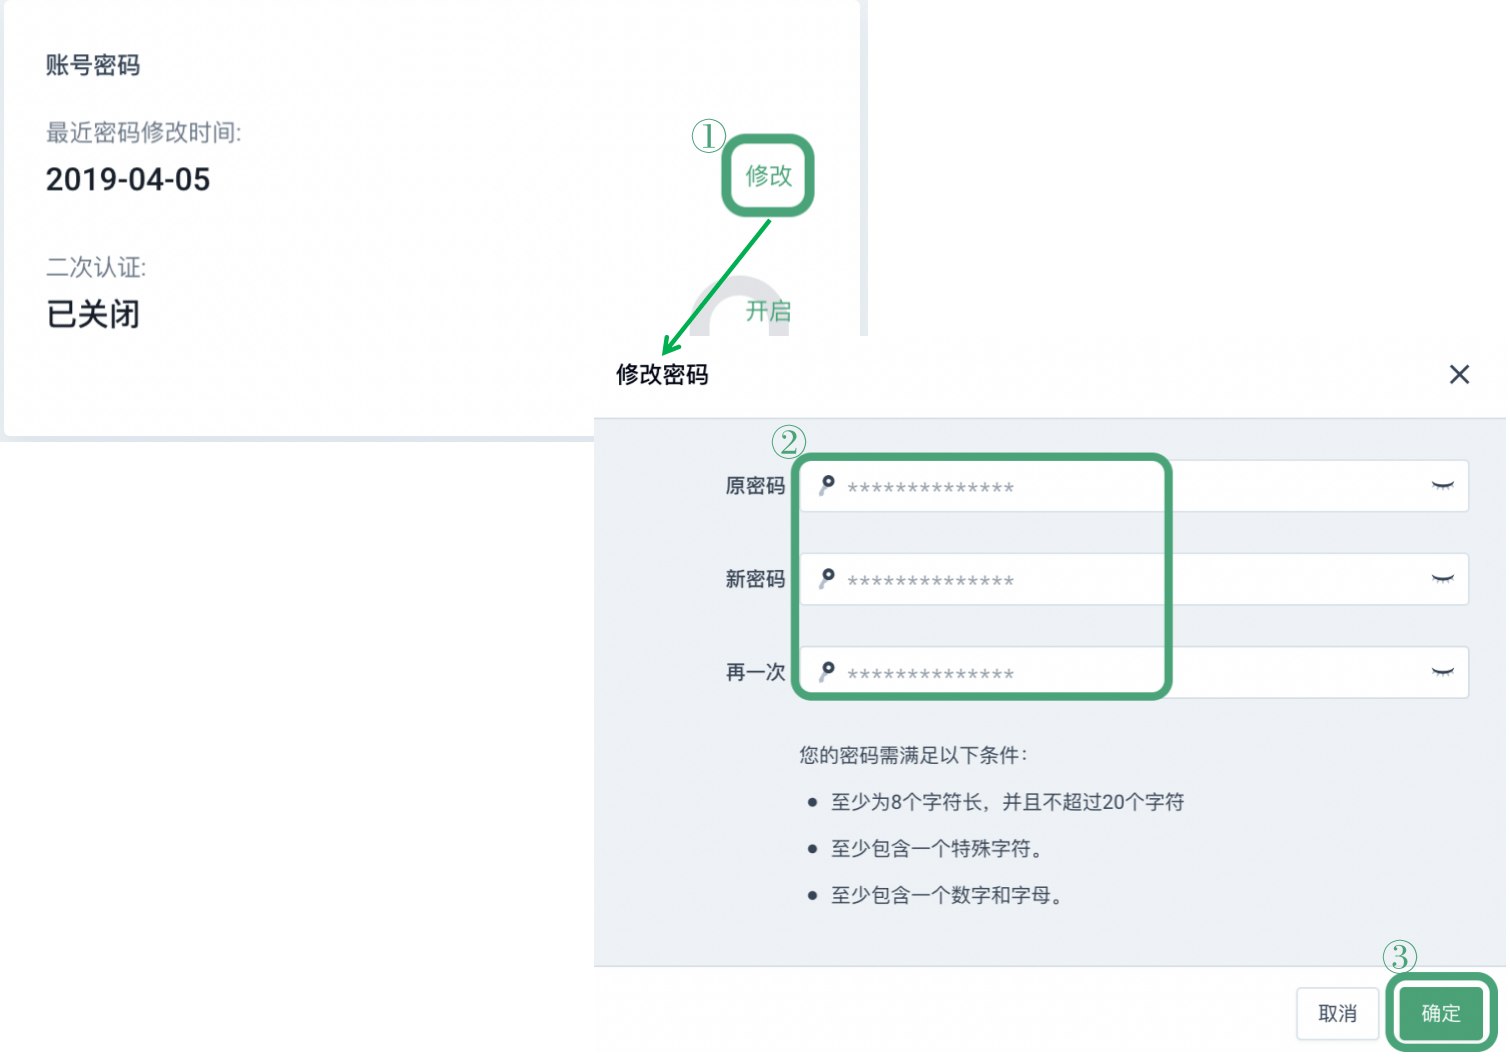 账号密码
最近密码修改时间:
2019-04-05
①
修改
二次认证:
已关闭
开启
修改密码
②
原密码 **************
新密码 **************
再一次 **************
您的密码需满足以下条件：
● 至少为8个字符长，并且不超过20个字符
● 至少包含一个特殊字符。
● 至少包含一个数字和字母。
③
取消 确定